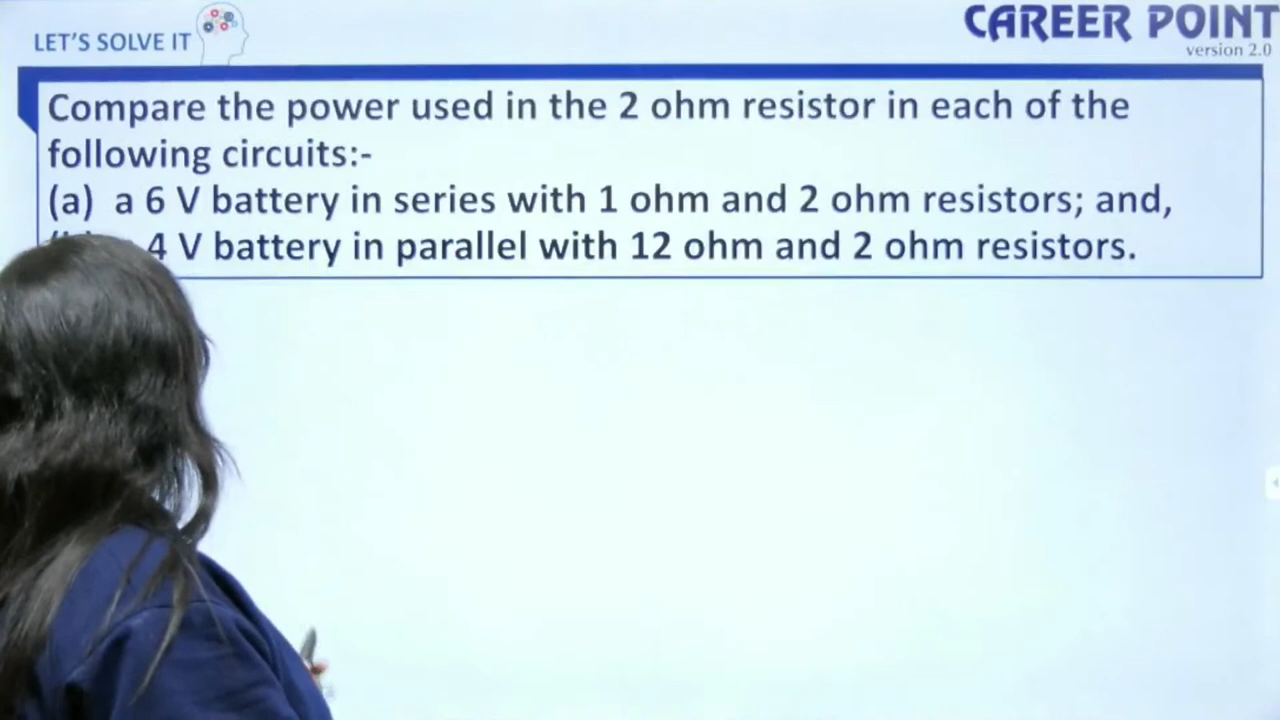 LET'S SOLVE IT
CAREER POINT
version 2.0
Compare the power used in the 2 ohm resistor in each of the
following circuits:-
(a) a 6 V battery in series with 1 ohm and 2 ohm resistors; and,
4 V battery in parallel with 12 ohm and 2 ohm resistors.